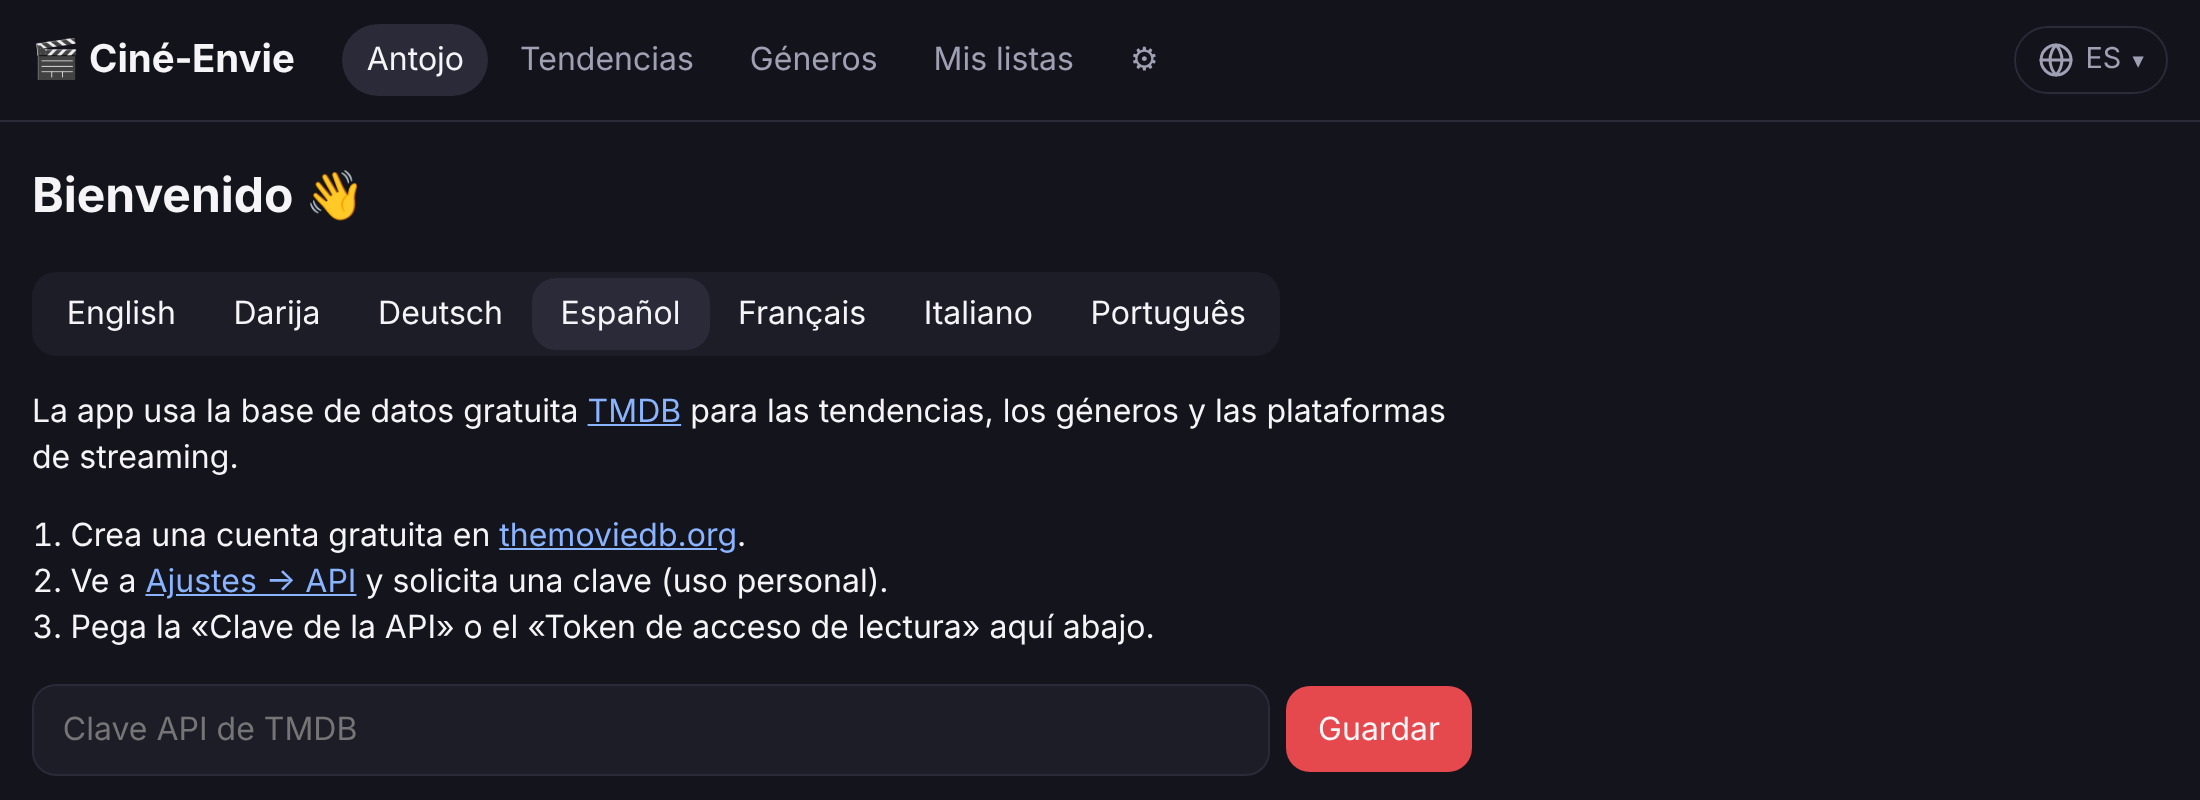 🎬 Ciné-Envie Antojo Tendencias Géneros Mis listas ⚙ ES ▾
Bienvenido 👋
English Darija Deutsch Español Français Italiano Português
La app usa la base de datos gratuita TMDB para las tendencias, los géneros y las plataformas
de streaming.
1. Crea una cuenta gratuita en themoviedb.org.
2. Ve a Ajustes → API y solicita una clave (uso personal).
3. Pega la «Clave de la API» o el «Token de acceso de lectura» aquí abajo.
Clave API de TMDB Guardar